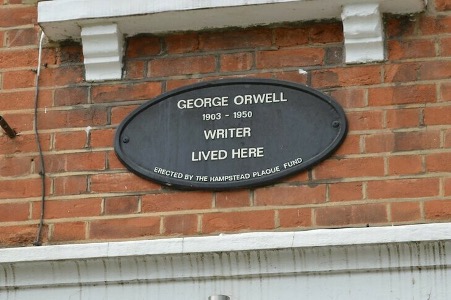 GEORGE ORWELL
1903 - 1950
WRITER
LIVED HERE
ERECTED BY THE HAMPSTEAD PLAQUE FUND